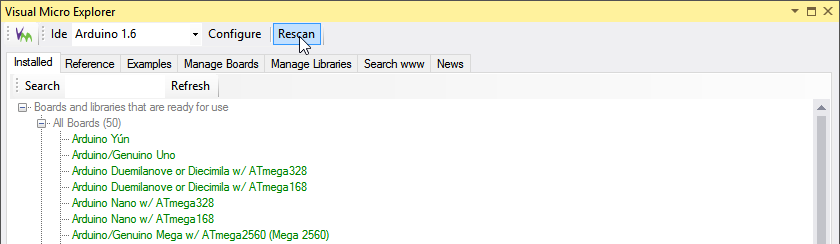 Visual Micro Explorer
Ide Arduino 1.6 Configure Rescan
Installed Reference Examples Manage Boards Manage Libraries Search www News
Search Refresh
Boards and libraries that are ready for use
All Boards (50)
Arduino Yún
Arduino/Genuino Uno
Arduino Duemilanove or Diecimila w/ ATmega328
Arduino Duemilanove or Diecimila w/ ATmega168
Arduino Nano w/ ATmega328
Arduino Nano w/ ATmega168
Arduino/Genuino Mega w/ ATmega2560 (Mega 2560)